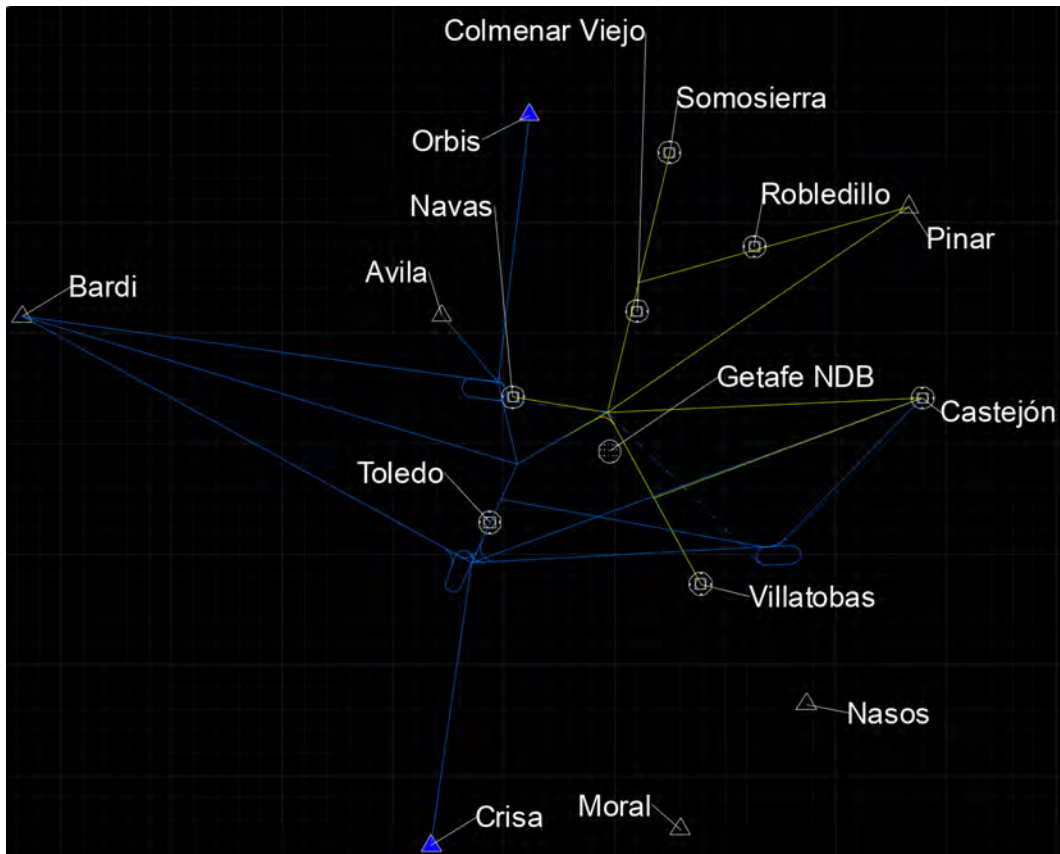 Colmenar Viejo
Somosierra
Orbis
Robledillo
Navas
Pinar
Avila
Bardi
Getafe NDB
Castejón
Toledo
Villatobas
Nasos
Moral
Crisa